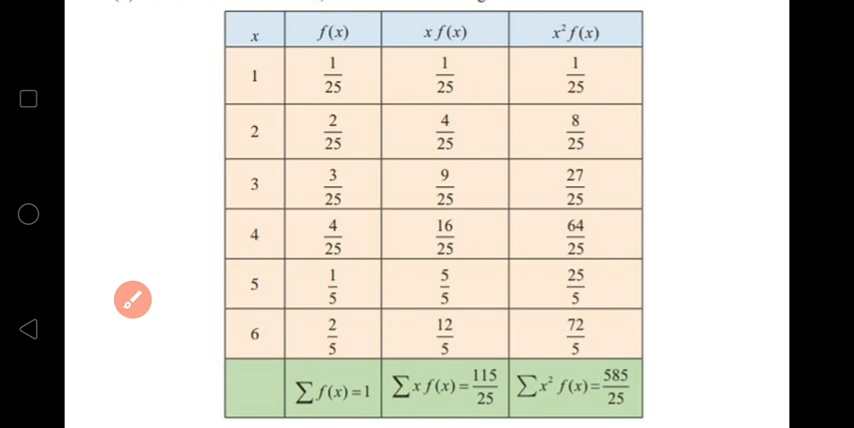 x f(x) x f(x) x² f(x)
1 1/25 1/25 1/25
2 2/25 4/25 8/25
3 3/25 9/25 27/25
4 4/25 16/25 64/25
5 1/5 5/5 25/5
6 2/5 12/5 72/5
∑ f(x) = 1 ∑ x f(x) = 115/25 ∑ x² f(x) = 585/25